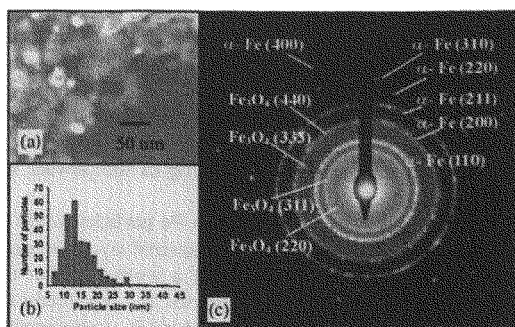 (a)
50 nm
Number of particles
70
60
50
40
30
20
10
0
5 10 15 20 25 30 35 40 45
Particle size (nm)
(b)
α- Fe (400)
α- Fe (310)
α- Fe (220)
α- Fe (211)
α- Fe (200)
α- Fe (110)
Fe₃O₄ (440)
Fe₃O₄ (335)
Fe₃O₄ (311)
Fe₃O₄ (220)
(c)